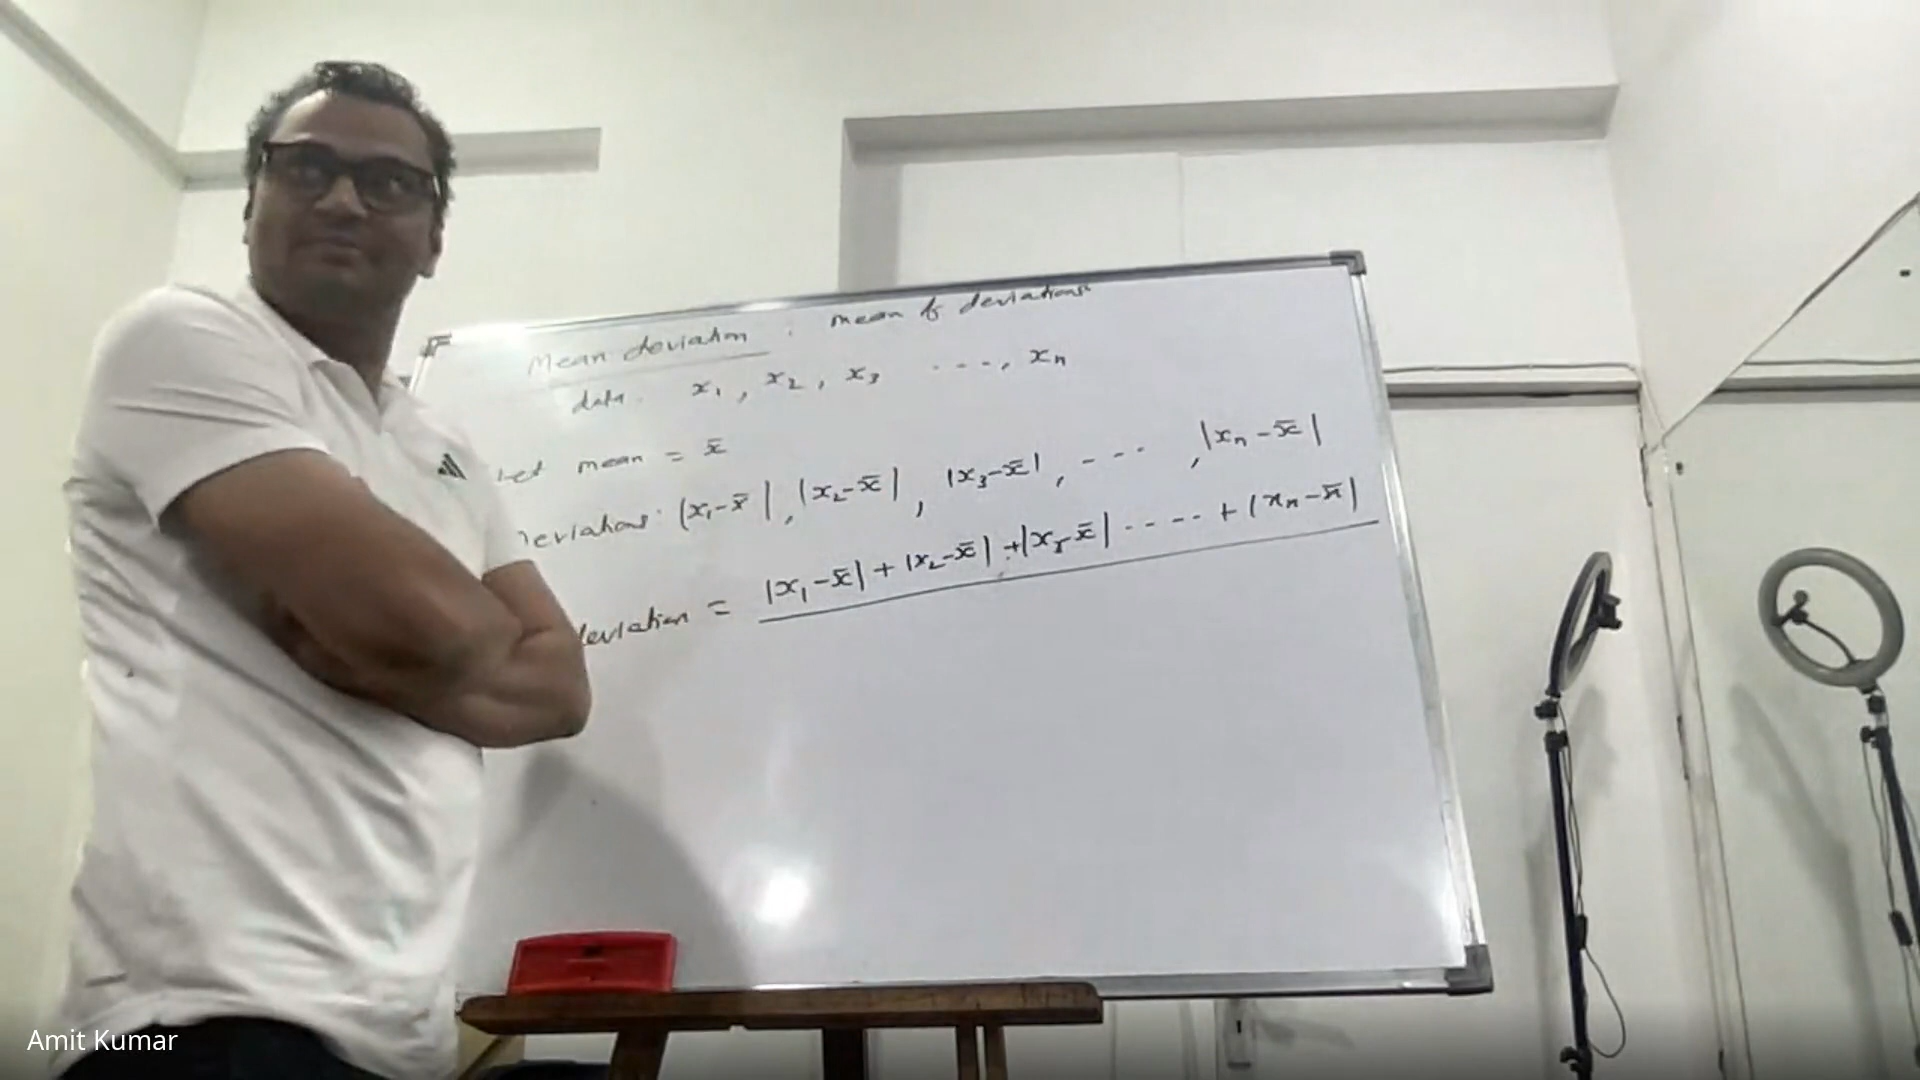 Mean deviation : mean of deviations
data. x₁, x₂, x₃ ---, xₙ
Let mean = x̄
Deviations: |x₁-x̄|, |x₂-x̄|, |x₃-x̄|, --- , |xₙ-x̄|
deviation = |x₁-x̄| + |x₂-x̄| + |x₃-x̄| ---- + |xₙ-x̄|
Amit Kumar